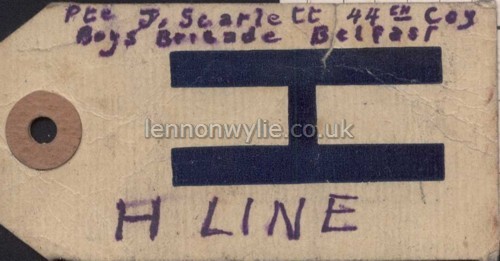 Pte J. Scarlett 44th Coy
Boys Brigade Belfast
H
lennonwylie.co.uk
H LINE